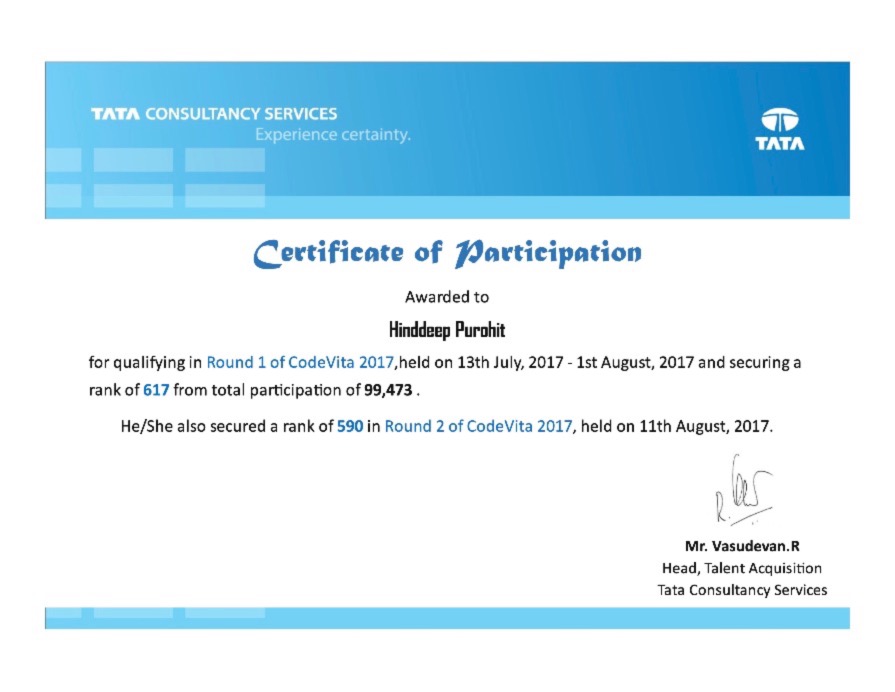 TATA CONSULTANCY SERVICES
Experience certainty.
TATA
Certificate of Participation
Awarded to
Hinddeep Purohit
for qualifying in Round 1 of CodeVita 2017,held on 13th July, 2017 - 1st August, 2017 and securing a
rank of 617 from total participation of 99,473 .
He/She also secured a rank of 590 in Round 2 of CodeVita 2017, held on 11th August, 2017.
Mr. Vasudevan.R
Head, Talent Acquisition
Tata Consultancy Services